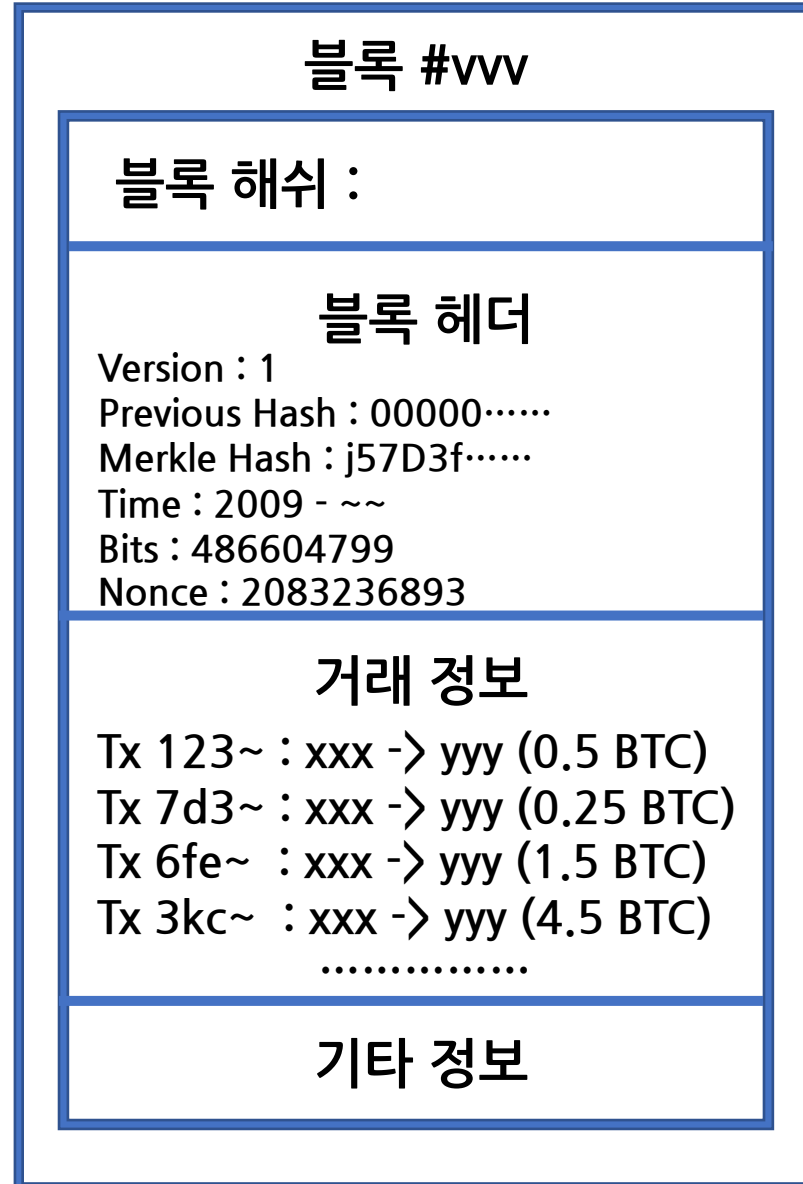 블록 #vvv
블록 해쉬 :
블록 헤더
Version : 1
Previous Hash : 00000……
Merkle Hash : j57D3f……
Time : 2009 - ~~
Bits : 486604799
Nonce : 2083236893
거래 정보
Tx 123~ : xxx -> yyy (0.5 BTC)
Tx 7d3~ : xxx -> yyy (0.25 BTC)
Tx 6fe~ : xxx -> yyy (1.5 BTC)
Tx 3kc~ : xxx -> yyy (4.5 BTC)
……………
기타 정보